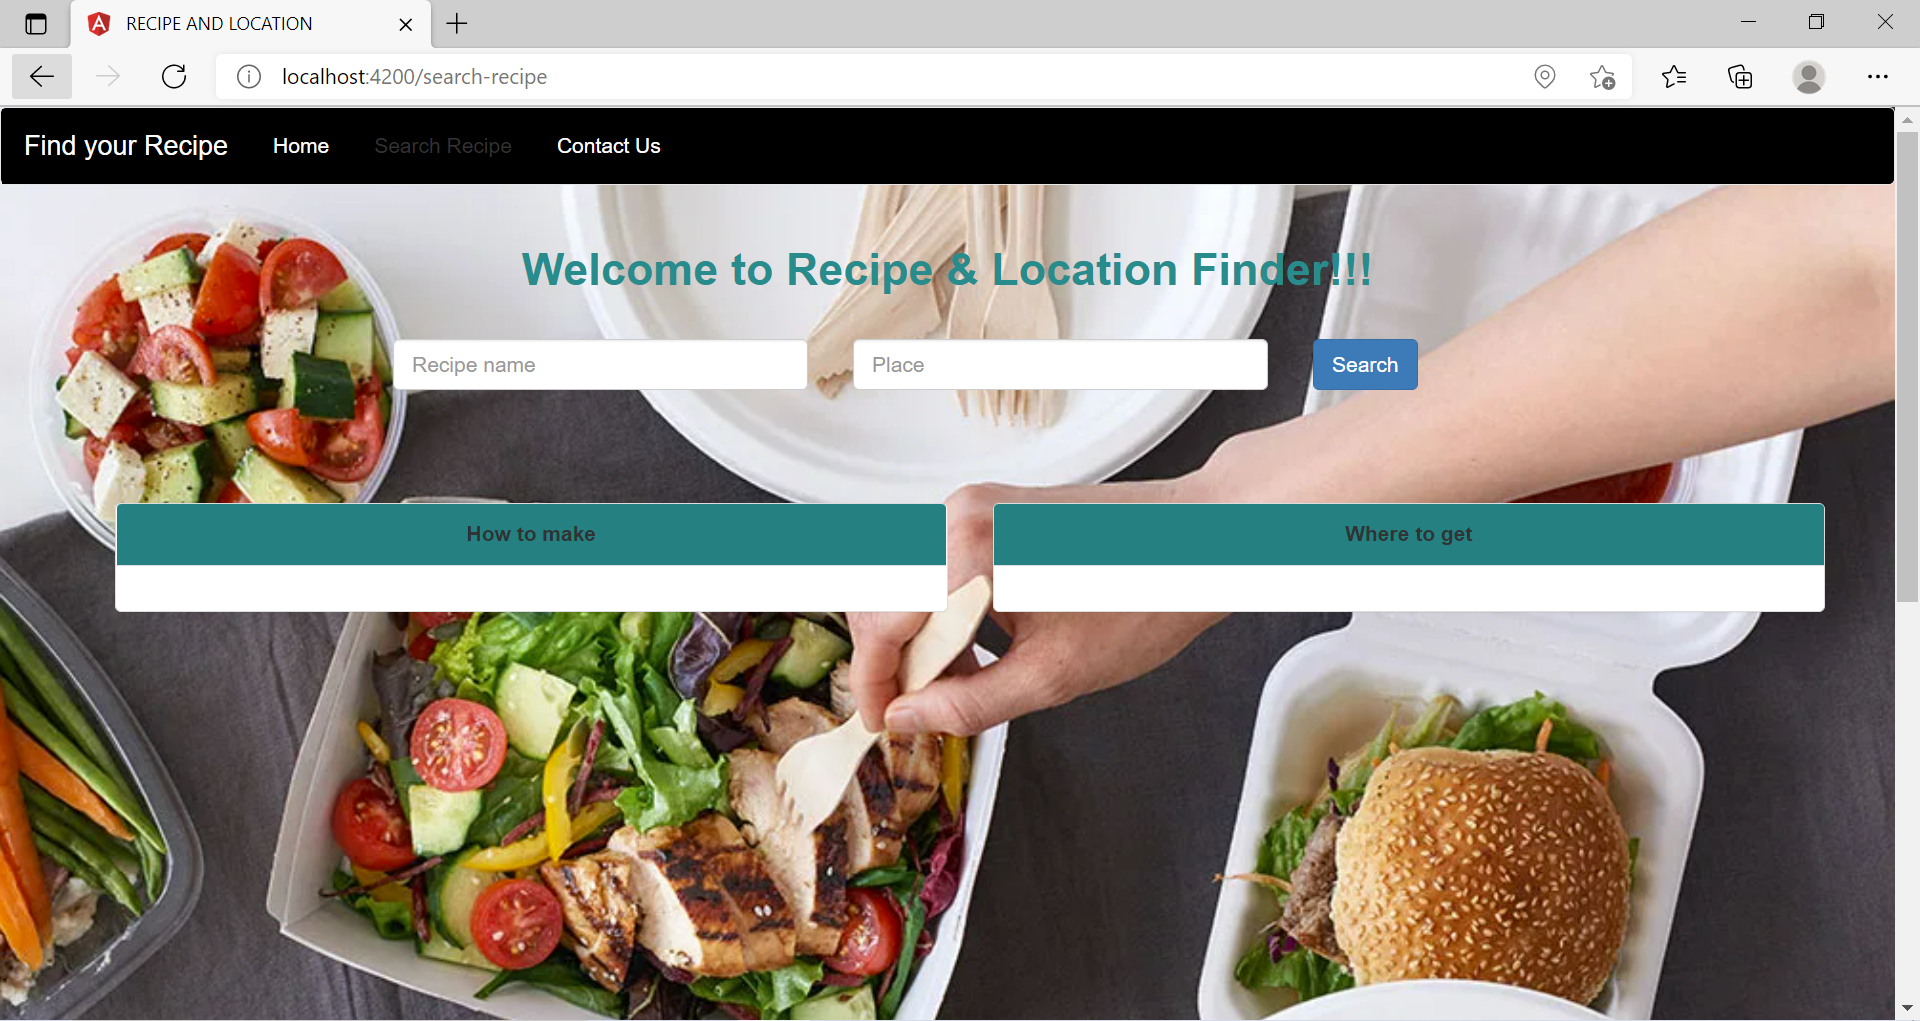 RECIPE AND LOCATION
localhost:4200/search-recipe
Find your Recipe Home Search Recipe Contact Us
Welcome to Recipe & Location Finder!!!
Recipe name Place Search
How to make Where to get